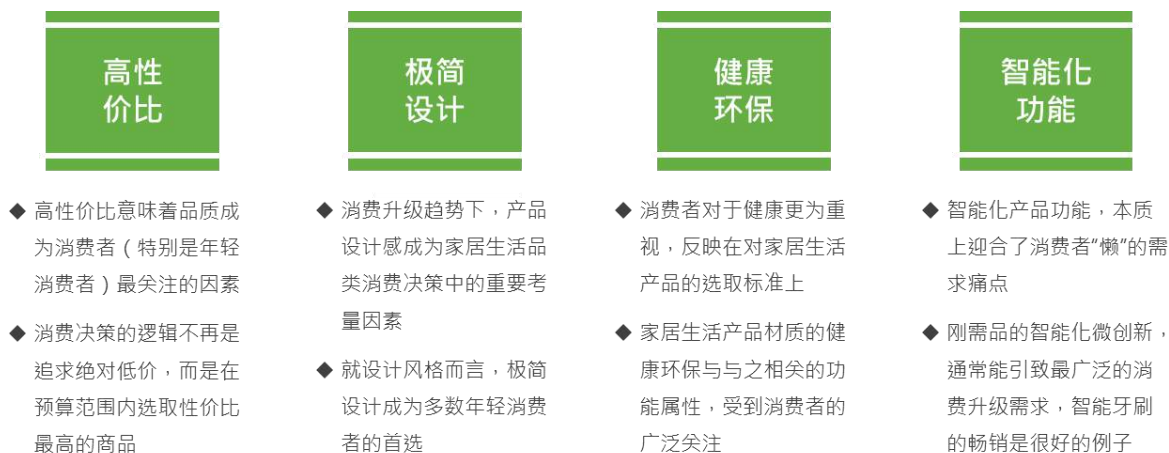 高性
价比
极简
设计
健康
环保
智能化
功能
◆ 高性价比意味着品质成
为消费者（特别是年轻
消费者）最关注的因素
◆ 消费决策的逻辑不再是
追求绝对低价，而是在
预算范围内选取性价比
最高的商品
◆ 消费升级趋势下，产品
设计感成为家居生活品
类消费决策中的重要考
量因素
◆ 就设计风格而言，极简
设计成为多数年轻消费
者的首选
◆ 消费者对于健康更为重
视，反映在对家居生活
产品的选取标准上
◆ 家居生活产品材质的健
康环保与与之相关的功
能属性，受到消费者的
广泛关注
◆ 智能化产品功能，本质
上迎合了消费者“懒”的需
求痛点
◆ 刚需品的智能化微创新，
通常能引致最广泛的消
费升级需求，智能牙刷
的畅销是很好的例子